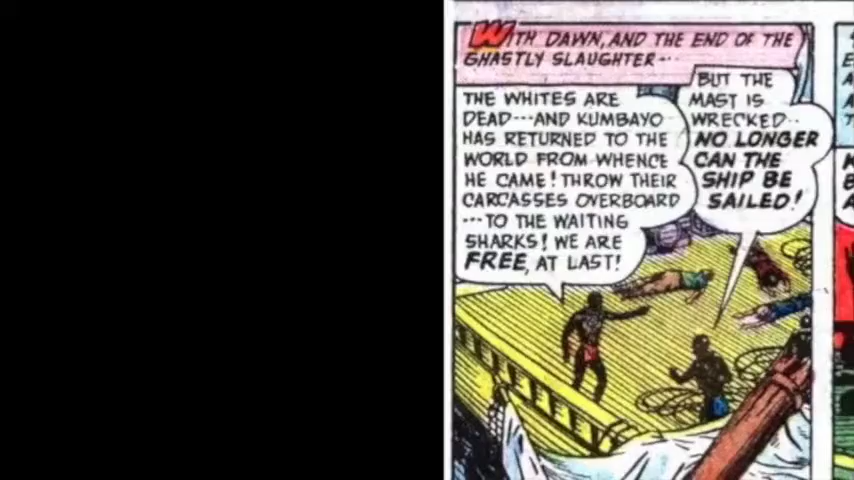 WITH DAWN, AND THE END OF THE
GHASTLY SLAUGHTER--
THE WHITES ARE
DEAD---AND KUMBAYO
HAS RETURNED TO THE
WORLD FROM WHENCE
HE CAME! THROW THEIR
CARCASSES OVERBOARD
---TO THE WAITING
SHARKS! WE ARE
FREE, AT LAST!
BUT THE
MAST IS
WRECKED--
NO LONGER
CAN THE
SHIP BE
SAILED!